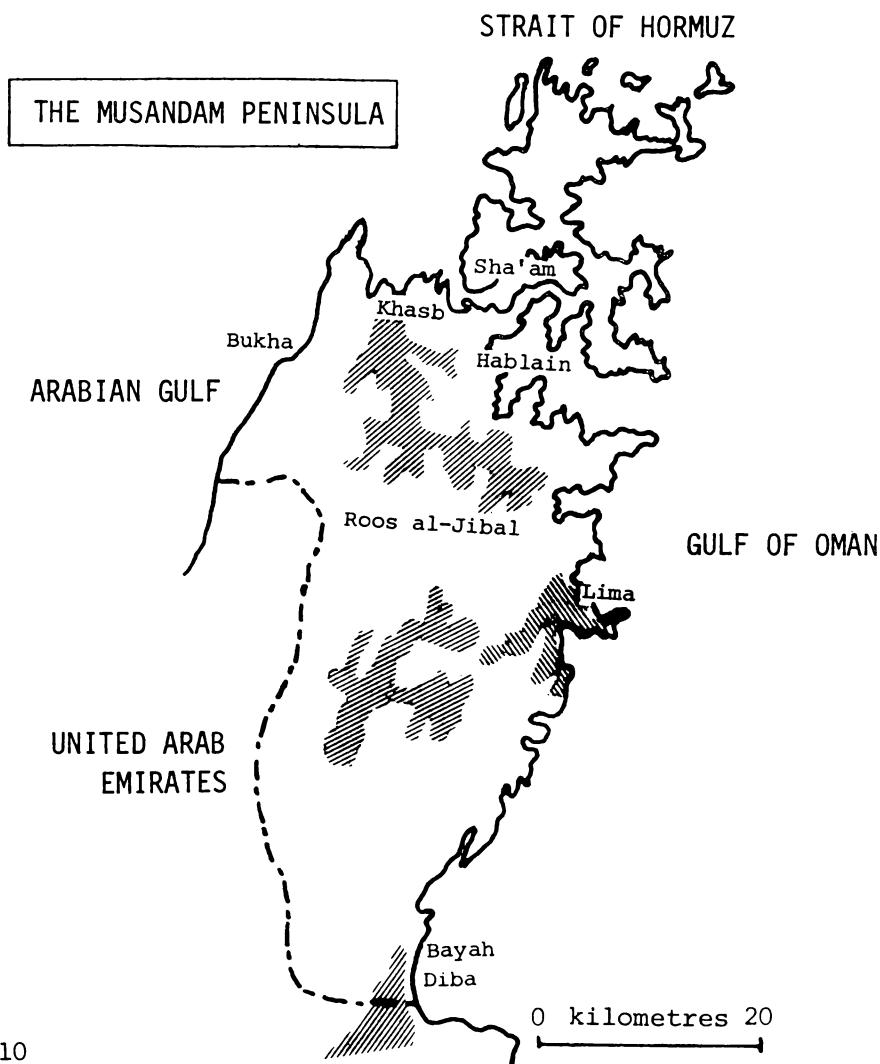 STRAIT OF HORMUZ
THE MUSANDAM PENINSULA
Sha'am
Khasb
Bukha
Hablain
ARABIAN GULF
Roos al-Jibal
GULF OF OMAN
Lima
UNITED ARAB
EMIRATES
Bayah
Diba
0 kilometres 20
10